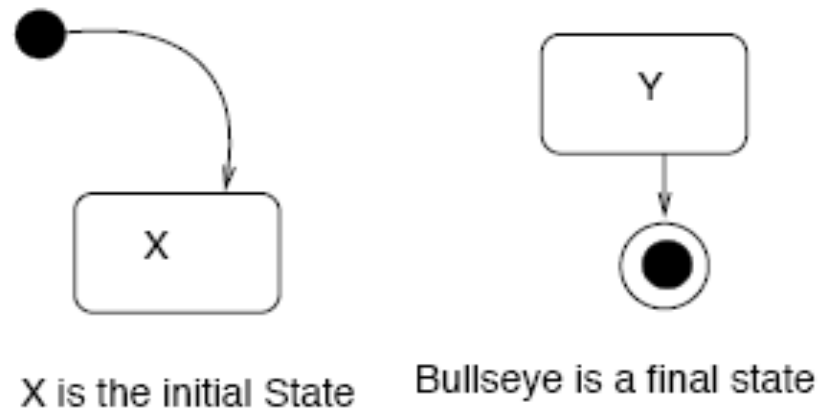 X
Y
X is the initial State
Bullseye is a final state